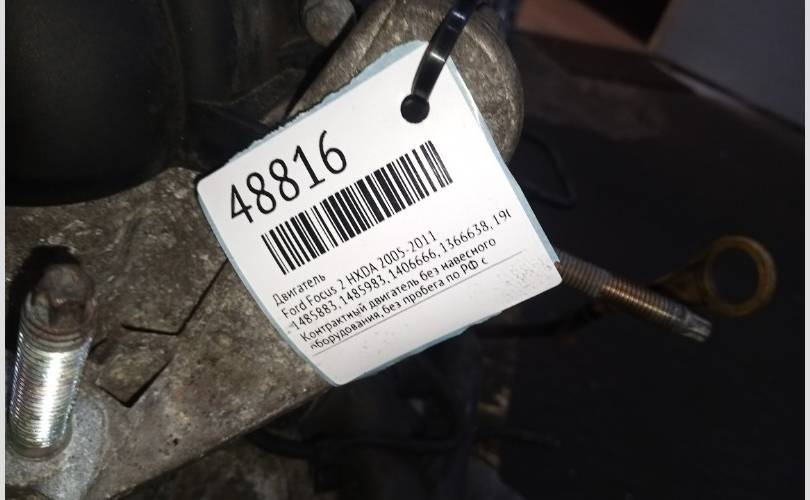 48816
Двигатель
Ford Focus 2 HXDA 2005-2011
1485883, 1485983, 1406666, 1366638, 190
Контрактный двигатель без навесного
оборудования, без пробега по РФ с